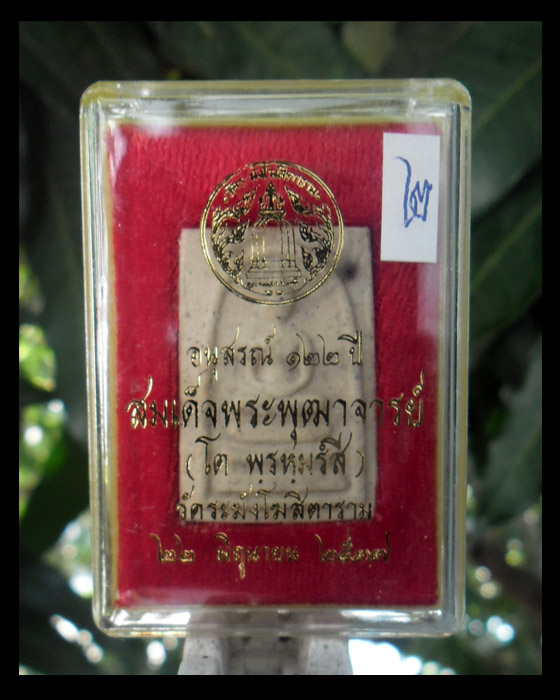 ๒
อนุสรณ์ ๑๒๒ ปี
สมเด็จพระพุฒาจารย์
(โต พฺรหฺมรํสี)
วัดระฆังโฆสิตาราม
๒๒ มิถุนายน ๒๕๓๗